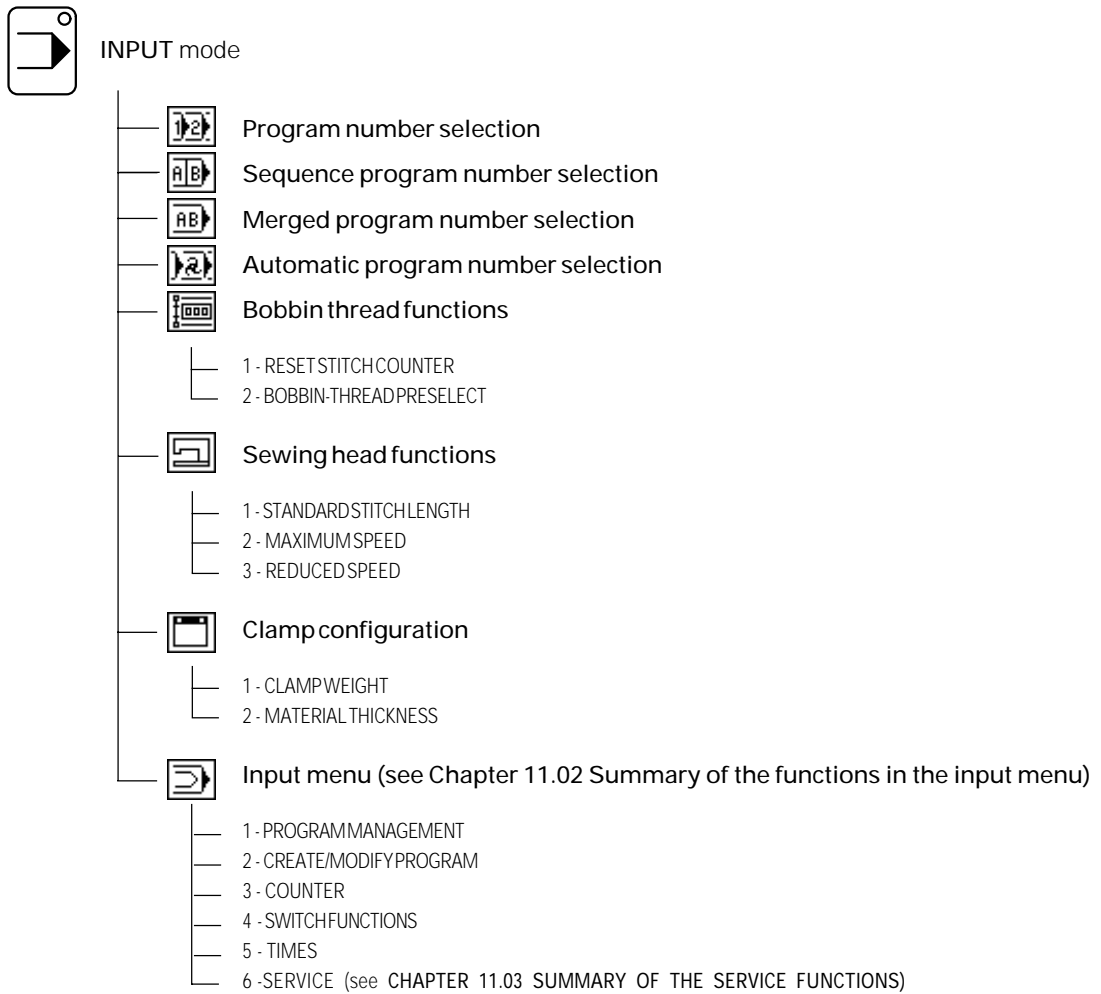 INPUT mode
Program number selection
Sequence program number selection
Merged program number selection
Automatic program number selection
Bobbin thread functions
1 - RESET STITCH COUNTER
2 - BOBBIN-THREAD PRESELECT
Sewing head functions
1 - STANDARD STITCH LENGTH
2 - MAXIMUM SPEED
3 - REDUCED SPEED
Clamp configuration
1 - CLAMP WEIGHT
2 - MATERIAL THICKNESS
Input menu (see Chapter 11.02 Summary of the functions in the input menu)
1 - PROGRAM MANAGEMENT
2 - CREATE/MODIFY PROGRAM
3 - COUNTER
4 - SWITCH FUNCTIONS
5 - TIMES
6 -SERVICE (see CHAPTER 11.03 SUMMARY OF THE SERVICE FUNCTIONS)